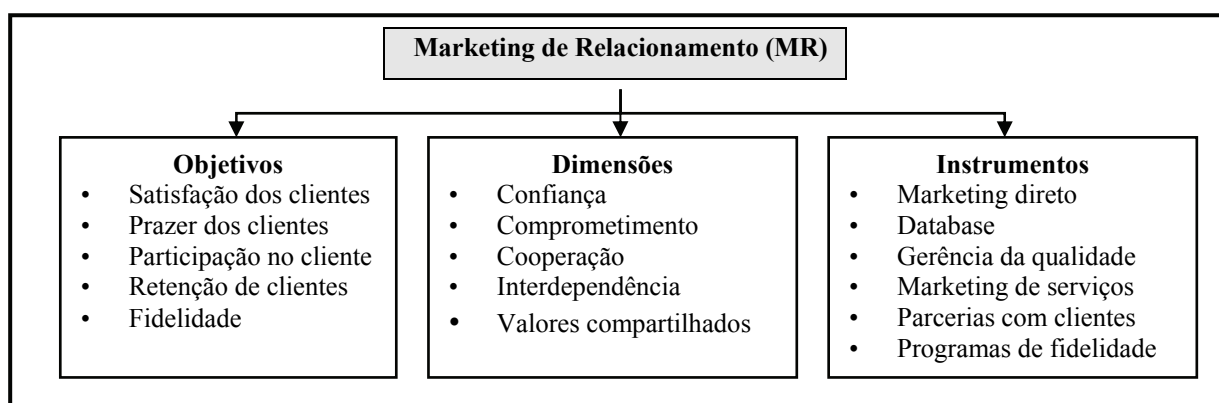 Marketing de Relacionamento (MR)
Objetivos
• Satisfação dos clientes
• Prazer dos clientes
• Participação no cliente
• Retenção de clientes
• Fidelidade
Dimensões
• Confiança
• Comprometimento
• Cooperação
• Interdependência
• Valores compartilhados
Instrumentos
• Marketing direto
• Database
• Gerência da qualidade
• Marketing de serviços
• Parcerias com clientes
• Programas de fidelidade